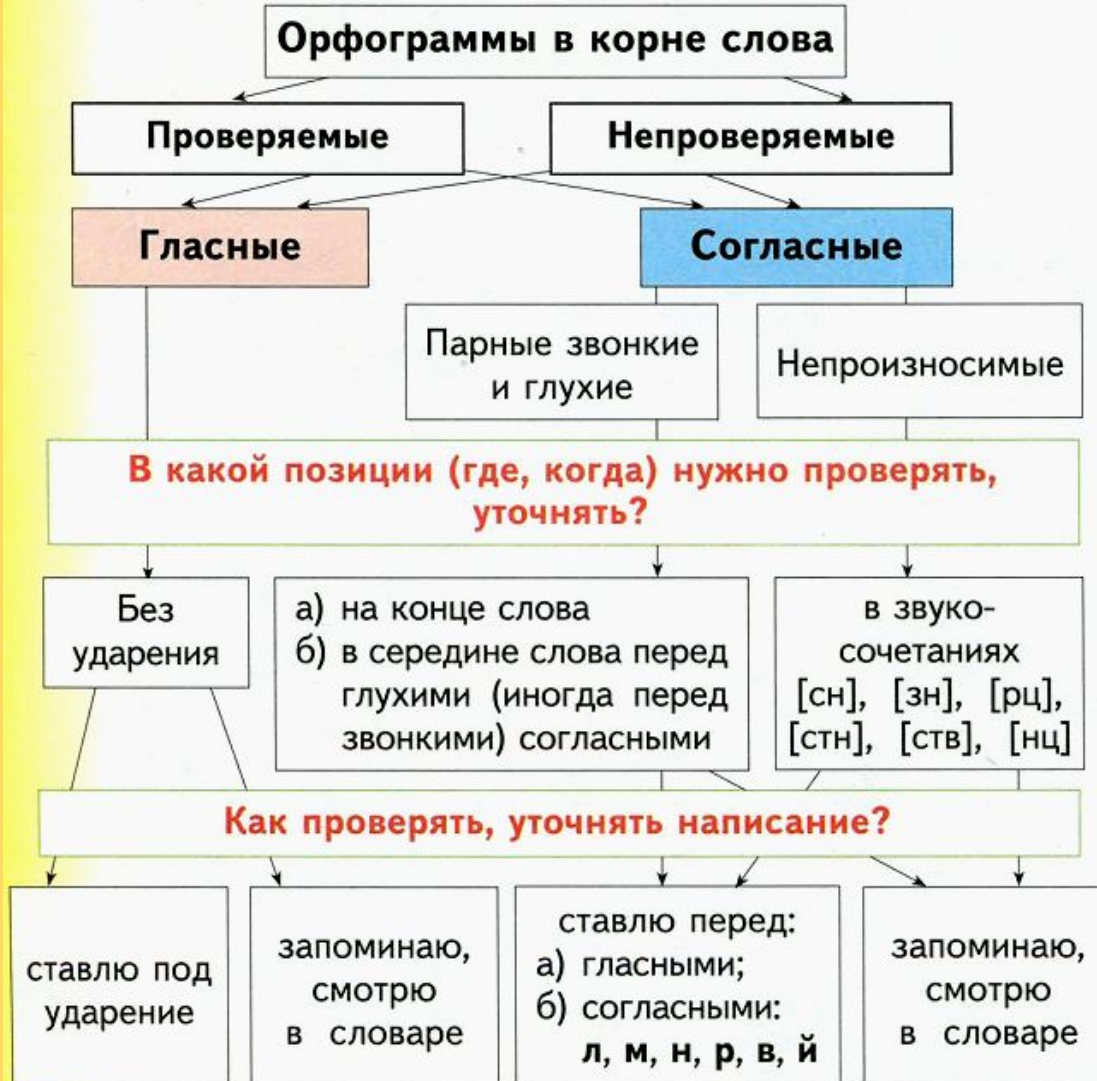 Орфограммы в корне слова
Проверяемые
Непроверяемые
Гласные
Согласные
Парные звонкие
и глухие
Непроизносимые
В какой позиции (где, когда) нужно проверять,
уточнять?
Без
ударения
а) на конце слова
б) в середине слова перед
глухими (иногда перед
звонкими) согласными
в звуко-
сочетаниях
[сн], [зн], [рц],
[стн], [ств], [нц]
Как проверять, уточнять написание?
ставлю под
ударение
запоминаю,
смотрю
в словаре
ставлю перед:
а) гласными;
б) согласными:
л, м, н, р, в, й
запоминаю,
смотрю
в словаре